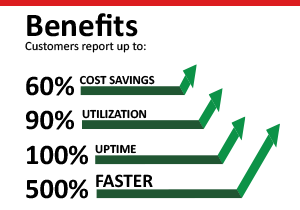 Benefits
Customers report up to:
60% COST SAVINGS
90% UTILIZATION
100% UPTIME
500% FASTER